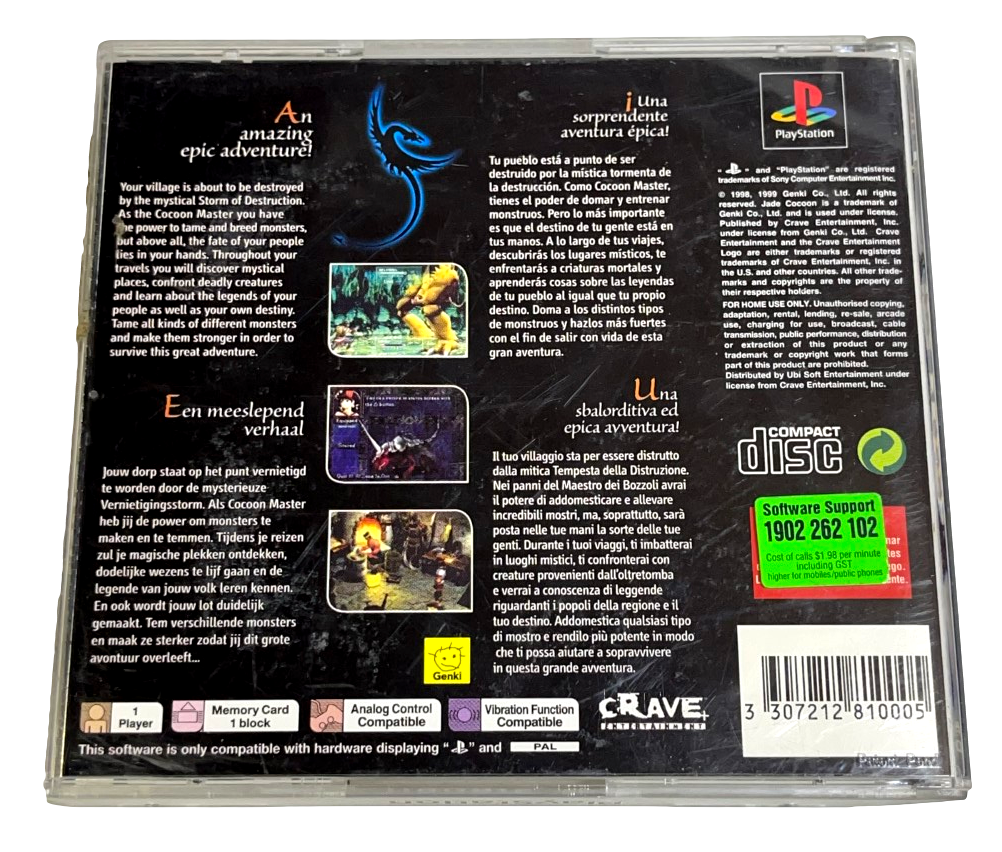 An
amazing
epic adventure!
Your village is about to be destroyed
by the mystical Storm of Destruction.
As the Cocoon Master you have
he power to tame and breed monsters,
but above all, the fate of your people
lies in your hands. Throughout your
travels you will discover mystical
places, confront deadly creatures
and learn about the legends of your
people as well as your own destiny.
Tame all kinds of different monsters
and make them stronger in order to
survive this great adventure.
Een meeslepend
verhaal
Jouw dorp staat op het punt vernietigd
te worden door de mysterieuze
Vernietigingsstorm. Als Cocoon Master
heb jij de power om monsters te
maken en te temmen. Tijdens je reizen
zul je magische plekken ontdekken,
dodelijke wezens te lijf gaan en de
legende van jouw volk leren kennen.
En ook wordt jouw lot duidelijk
gemaakt. Tem verschillende monsters
en maak ze sterker zodat jij dit grote
avontuur overleeft...
Genki
¡Una
sorprendente
aventura épica!
Tu pueblo está a punto de ser
destruido por la mística tormenta de
la destrucción. Como Cocoon Master,
tienes el poder de domar y entrenar
monstruos. Pero lo más importante
es que el destino de tu gente está en
tus manos. A lo largo de tus viajes,
descubrirás los lugares místicos, te
enfrentarás a criaturas mortales y
aprenderás cosas sobre las leyendas
de tu pueblo al igual que tu propio
destino. Doma a los distintos tipos
de monstruos y hazlos más fuertes
con el fin de salir con vida de esta
gran aventura.
Una
sbalorditiva ed
epica avventura!
Il tuo villaggio sta per essere distrutto
dalla mitica Tempesta della Distruzione.
Nei panni del Maestro dei Bozzoli avrai
il potere di addomesticare e allevare
incredibili mostri, ma, soprattutto, sarà
posta nelle tue mani la sorte delle tue
genti. Durante i tuoi viaggi, ti imbatterai
in luoghi mistici, ti confronterai con
creature provenienti dall'oltretomba
e verrai a conoscenza di leggende
riguardanti i popoli della regione e il
tuo destino. Addomestica qualsiasi tipo
di mostro e rendilo più potente in modo
che ti possa aiutare a sopravvivere
in questa grande avventura.
PlayStation
" " and "PlayStation" are registered
trademarks of Sony Computer Entertainment Inc.
© 1998, 1999 Genki Co., Ltd. All rights
reserved. Jade Cocoon is a trademark of
Genki Co., Ltd. and is used under license.
Published by Crave Entertainment, Inc.
under license from Genki Co., Ltd. Crave
Entertainment and the Crave Entertainment
Logo are either trademarks or registered
trademarks of Crave Entertainment, Inc. in
the U.S. and other countries. All other trade-
marks and copyrights are the property of
their respective holders.
FOR HOME USE ONLY. Unauthorised copying,
adaptation, rental, lending, re-sale, arcade
use, charging for use, broadcast, cable
transmission, public performance, distribution
or extraction of this product or any
trademark or copyright work that forms
part of this product are prohibited.
Distributed by Ubi Soft Entertainment under
license from Crave Entertainment, Inc.
COMPACT
disc
Software Support
1902 262 102
Cost of calls $1.98 per minute
including GST
higher for mobiles/public phones
1
Player
Memory Card
1 block
Analog Control
Compatible
Vibration Function
Compatible
CRAVE
ENTERTAINMENT
3 307212 810005
This software is only compatible with hardware displaying " " and PAL